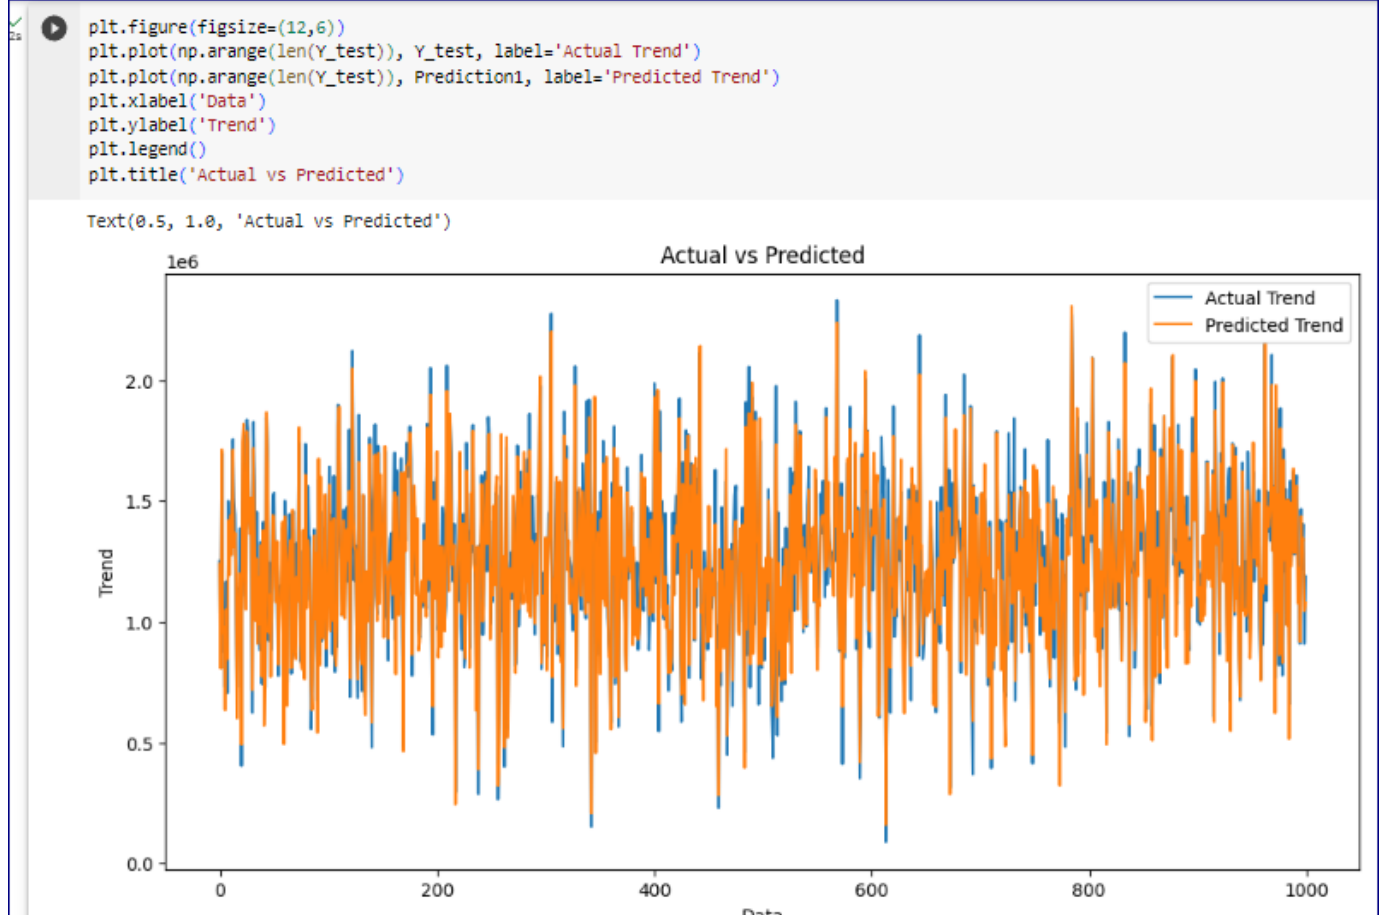 2s
plt.figure(figsize=(12,6))
plt.plot(np.arange(len(Y_test)), Y_test, label='Actual Trend')
plt.plot(np.arange(len(Y_test)), Prediction1, label='Predicted Trend')
plt.xlabel('Data')
plt.ylabel('Trend')
plt.legend()
plt.title('Actual vs Predicted')
Text(0.5, 1.0, 'Actual vs Predicted')
Actual vs Predicted
1e6
Actual Trend
Predicted Trend
2.0
1.5
Trend
1.0
0.5
0.0
0 200 400 600 800 1000
Data